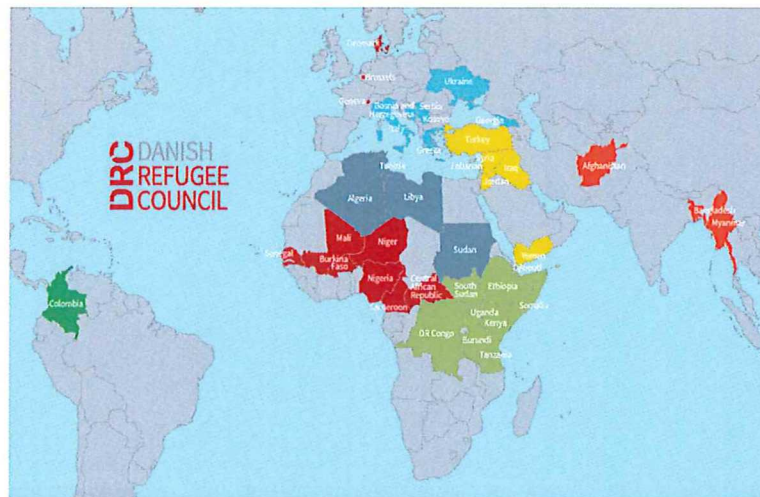 DRC DANISH
REFUGEE
COUNCIL
Denmark
Brussels
Geneva
Ukraine
Bosnia and
Herzegovina
Serbia
Kosovo
Italy
Greece
Georgia
Turkey
Syria
Lebanon
Iraq
Jordan
Tunisia
Algeria
Libya
Afghanistan
Bangladesh
Myanmar
Mali
Niger
Senegal
Burkina
Faso
Nigeria
Cameroon
Central
African
Republic
Sudan
Yemen
Djibouti
South
Sudan
Ethiopia
Somalia
Uganda
Kenya
DR Congo
Burundi
Tanzania
Colombia